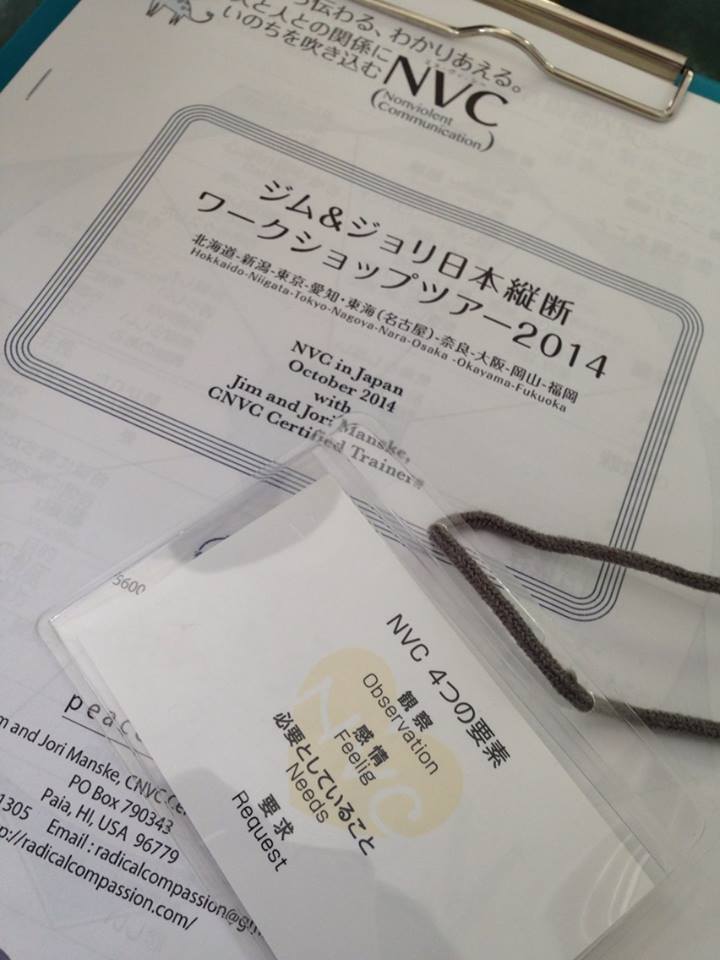 伝わる、わかりあえる。
人と人との関係に
いのちを吹き込む
NVC
(Nonviolent
Communication)
ジム&ジョリ日本縦断
ワークショップツアー2014
北海道-新潟-東京-愛知・東海(名古屋)-奈良-大阪-岡山-福岡
Hokkaido-Niigata-Tokyo-Nagoya-Nara-Osaka -Okayama-Fukuoka
NVC in Japan
October 2014
with
Jim and Jori Manske,
CNVC Certified Trainers
5600
NVC 4つの要素
観察
Observation
感情
Feelig
必要としていること
Needs
要求
Request
NVC
peace
m and Jori Manske, CNVC Ce
PO Box 790343
Paia, HI, USA 96779
1305 Email : radicalcompassion@gm
p://radicalcompassion.com/